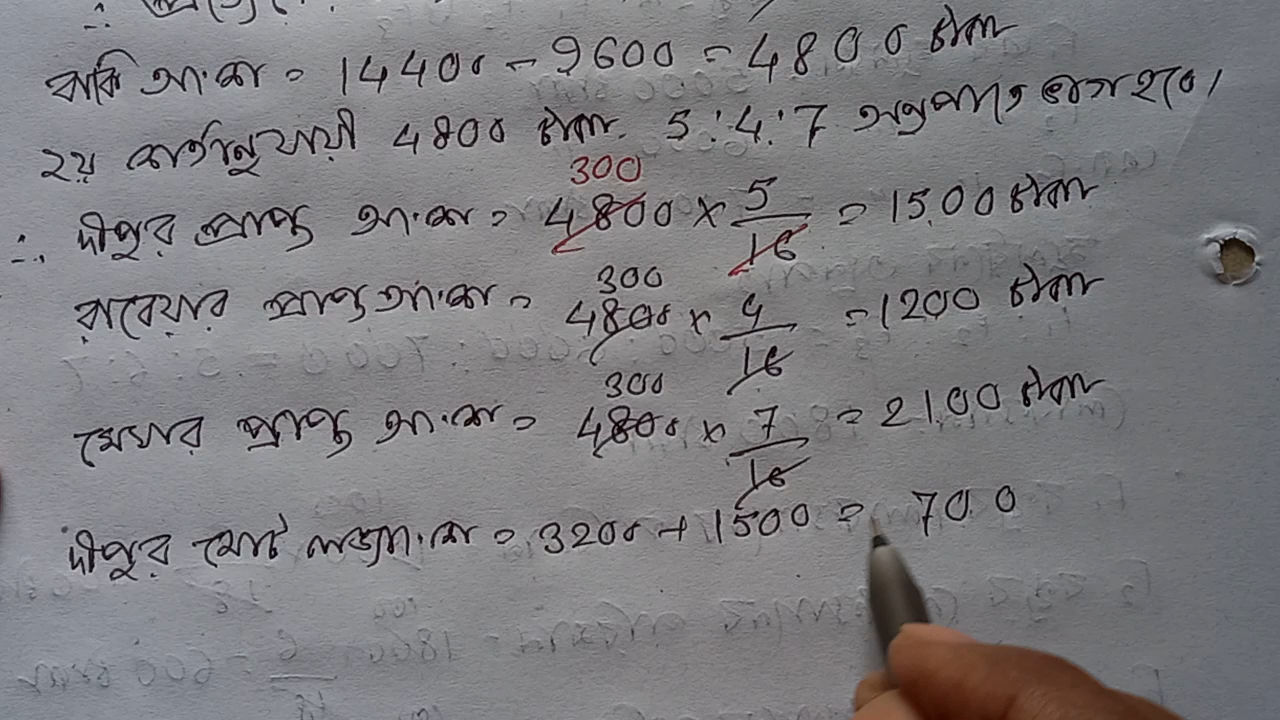 বাকি অংশ = 14400 - 9600 = 4800 টাকা
২য় শর্তানুযায়ী 4800 টাকা 5:4:7 অনুপাতে ভাগ হবে।
300
∴ দীপুর প্রাপ্ত অংশ = 4800 × 5/16 = 1500 টাকা
300
রাবেয়ার প্রাপ্ত অংশ = 4800 × 4/16 = 1200 টাকা
300
মেঘার প্রাপ্ত অংশ = 4800 × 7/16 = 2100 টাকা
দীপুর মোট লভ্যাংশ = 3200 + 1500 = 700